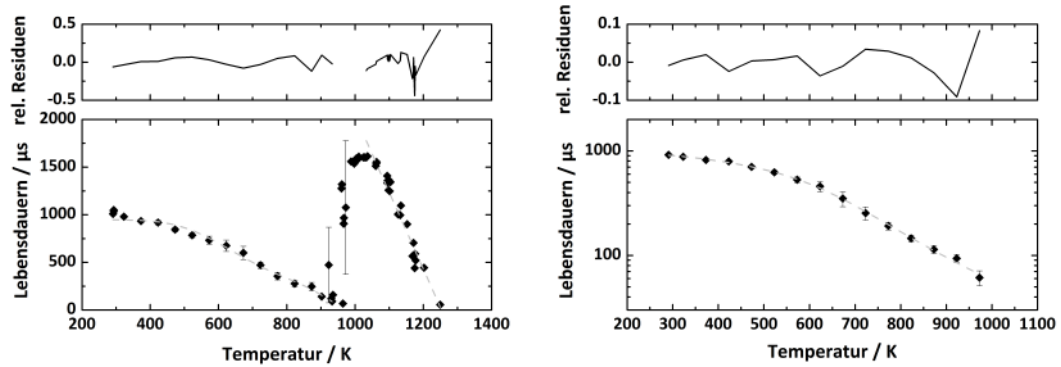 rel. Residuen
0.5
0.0
-0.5
Lebensdauern / µs
2000
1500
1000
500
0
200 400 600 800 1000 1200 1400
Temperatur / K
rel. Residuen
0.1
0.0
-0.1
Lebensdauern / µs
1000
100
200 300 400 500 600 700 800 900 1000 1100
Temperatur / K